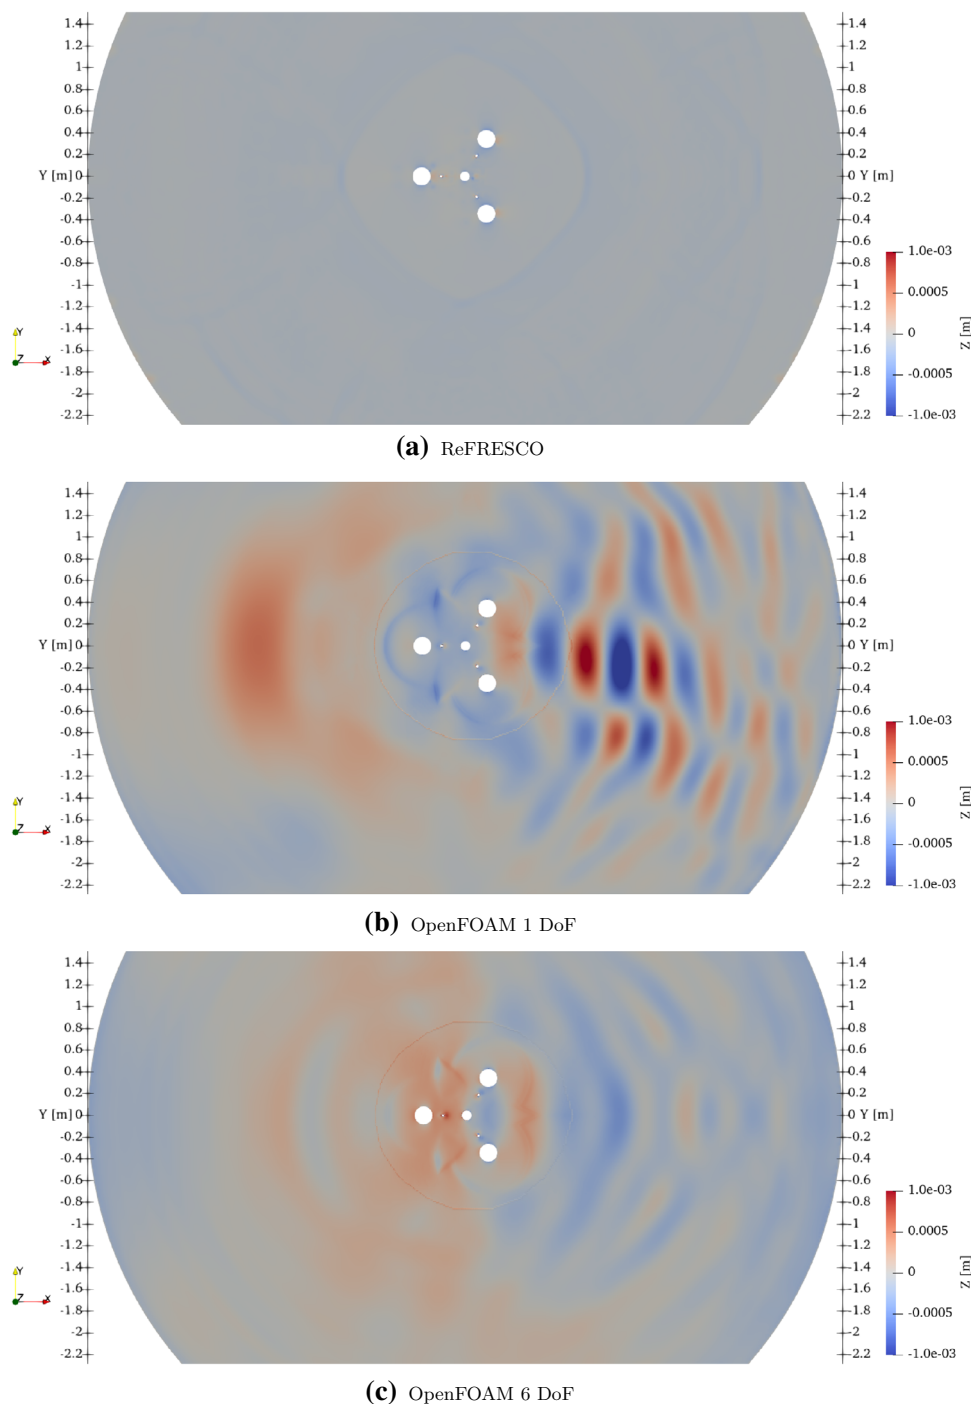 1.4 1.4
1.2 1.2
1 1
0.8 0.8
0.6 0.6
0.4 0.4
0.2 0.2
Y [m] 0 0 Y [m]
-0.2 -0.2
-0.4 -0.4
-0.6 -0.6
-0.8 -0.8 1.0e-03
-1 -1 0.0005
-1.2 -1.2
-1.4 -1.4 0 Z [m]
Y
-1.6 -1.6
Z X
-1.8 -1.8 -0.0005
-2 -2
-2.2 -2.2 -1.0e-03
(a) ReFRESCO
1.4 1.4
1.2 1.2
1 1
0.8 0.8
0.6 0.6
0.4 0.4
0.2 0.2
Y [m] 0 0 Y [m]
-0.2 -0.2
-0.4 -0.4
-0.6 -0.6
-0.8 -0.8 1.0e-03
-1 -1 0.0005
-1.2 -1.2
-1.4 -1.4 0 Z [m]
Y
-1.6 -1.6
Z X
-1.8 -1.8 -0.0005
-2 -2
-2.2 -2.2 -1.0e-03
(b) OpenFOAM 1 DoF
1.4 1.4
1.2 1.2
1 1
0.8 0.8
0.6 0.6
0.4 0.4
0.2 0.2
Y [m] 0 0 Y [m]
-0.2 -0.2
-0.4 -0.4
-0.6 -0.6
-0.8 -0.8 1.0e-03
-1 -1 0.0005
-1.2 -1.2
-1.4 -1.4 0 Z [m]
Y
-1.6 -1.6
Z X
-1.8 -1.8 -0.0005
-2 -2
-2.2 -2.2 -1.0e-03
(c) OpenFOAM 6 DoF